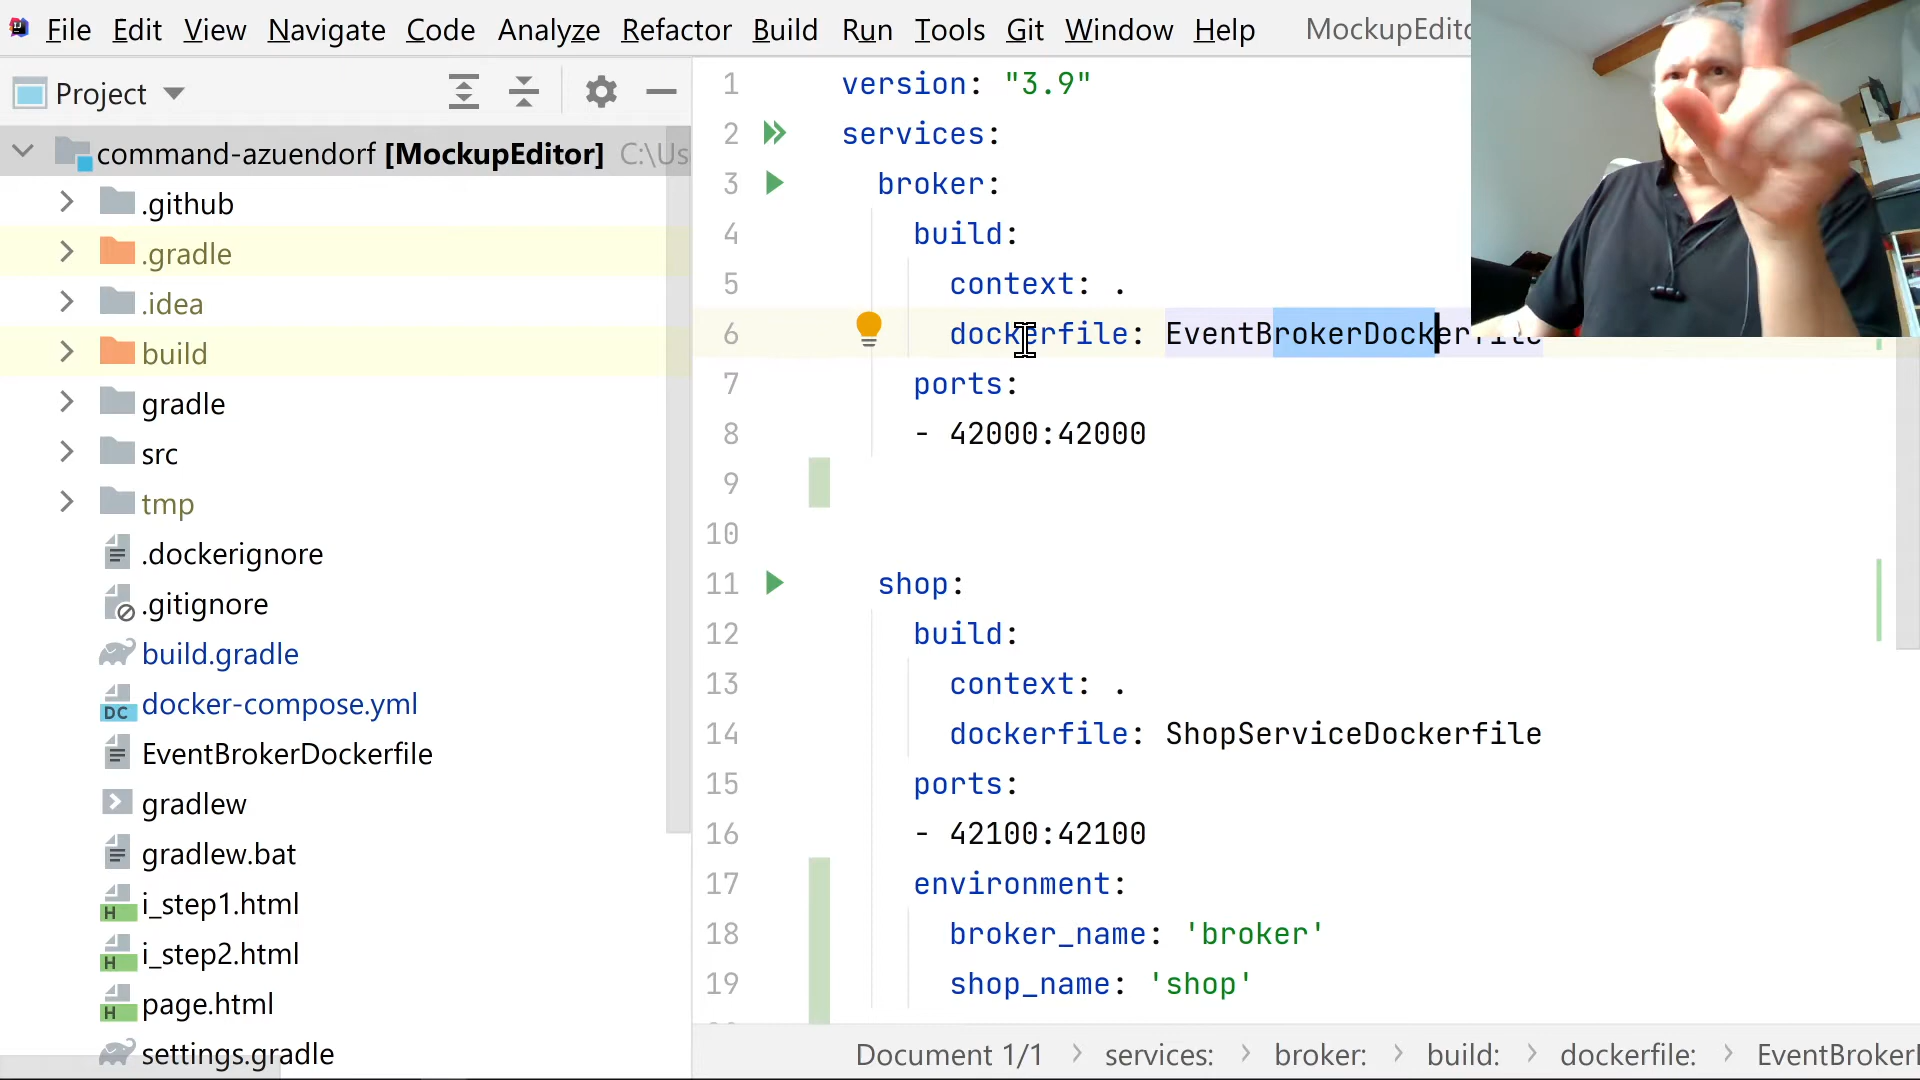 File Edit View Navigate Code Analyze Refactor Build Run Tools Git Help
Project
command-azuendorf [MockupEditor] C:\Us
.github
.gradle
.idea
build
gradle
src
tmp
.dockerignore
.gitignore
build.gradle
DC docker-compose.yml
EventBrokerDockerfile
gradlew
gradlew.bat
H i_step1.html
H i_step2.html
H page.html
settings.gradle
1 version: "3.9"
2 services:
3 broker:
4 build:
5 context: .
6 dockerfile: EventBrokerDockerfile
7 ports:
8 - 42000:42000
9
10
11 shop:
12 build:
13 context: .
14 dockerfile: ShopServiceDockerfile
15 ports:
16 - 42100:42100
17 environment:
18 broker_name: 'broker'
19 shop_name: 'shop'
Document 1/1 › services: › broker: › build: › dockerfile: ›